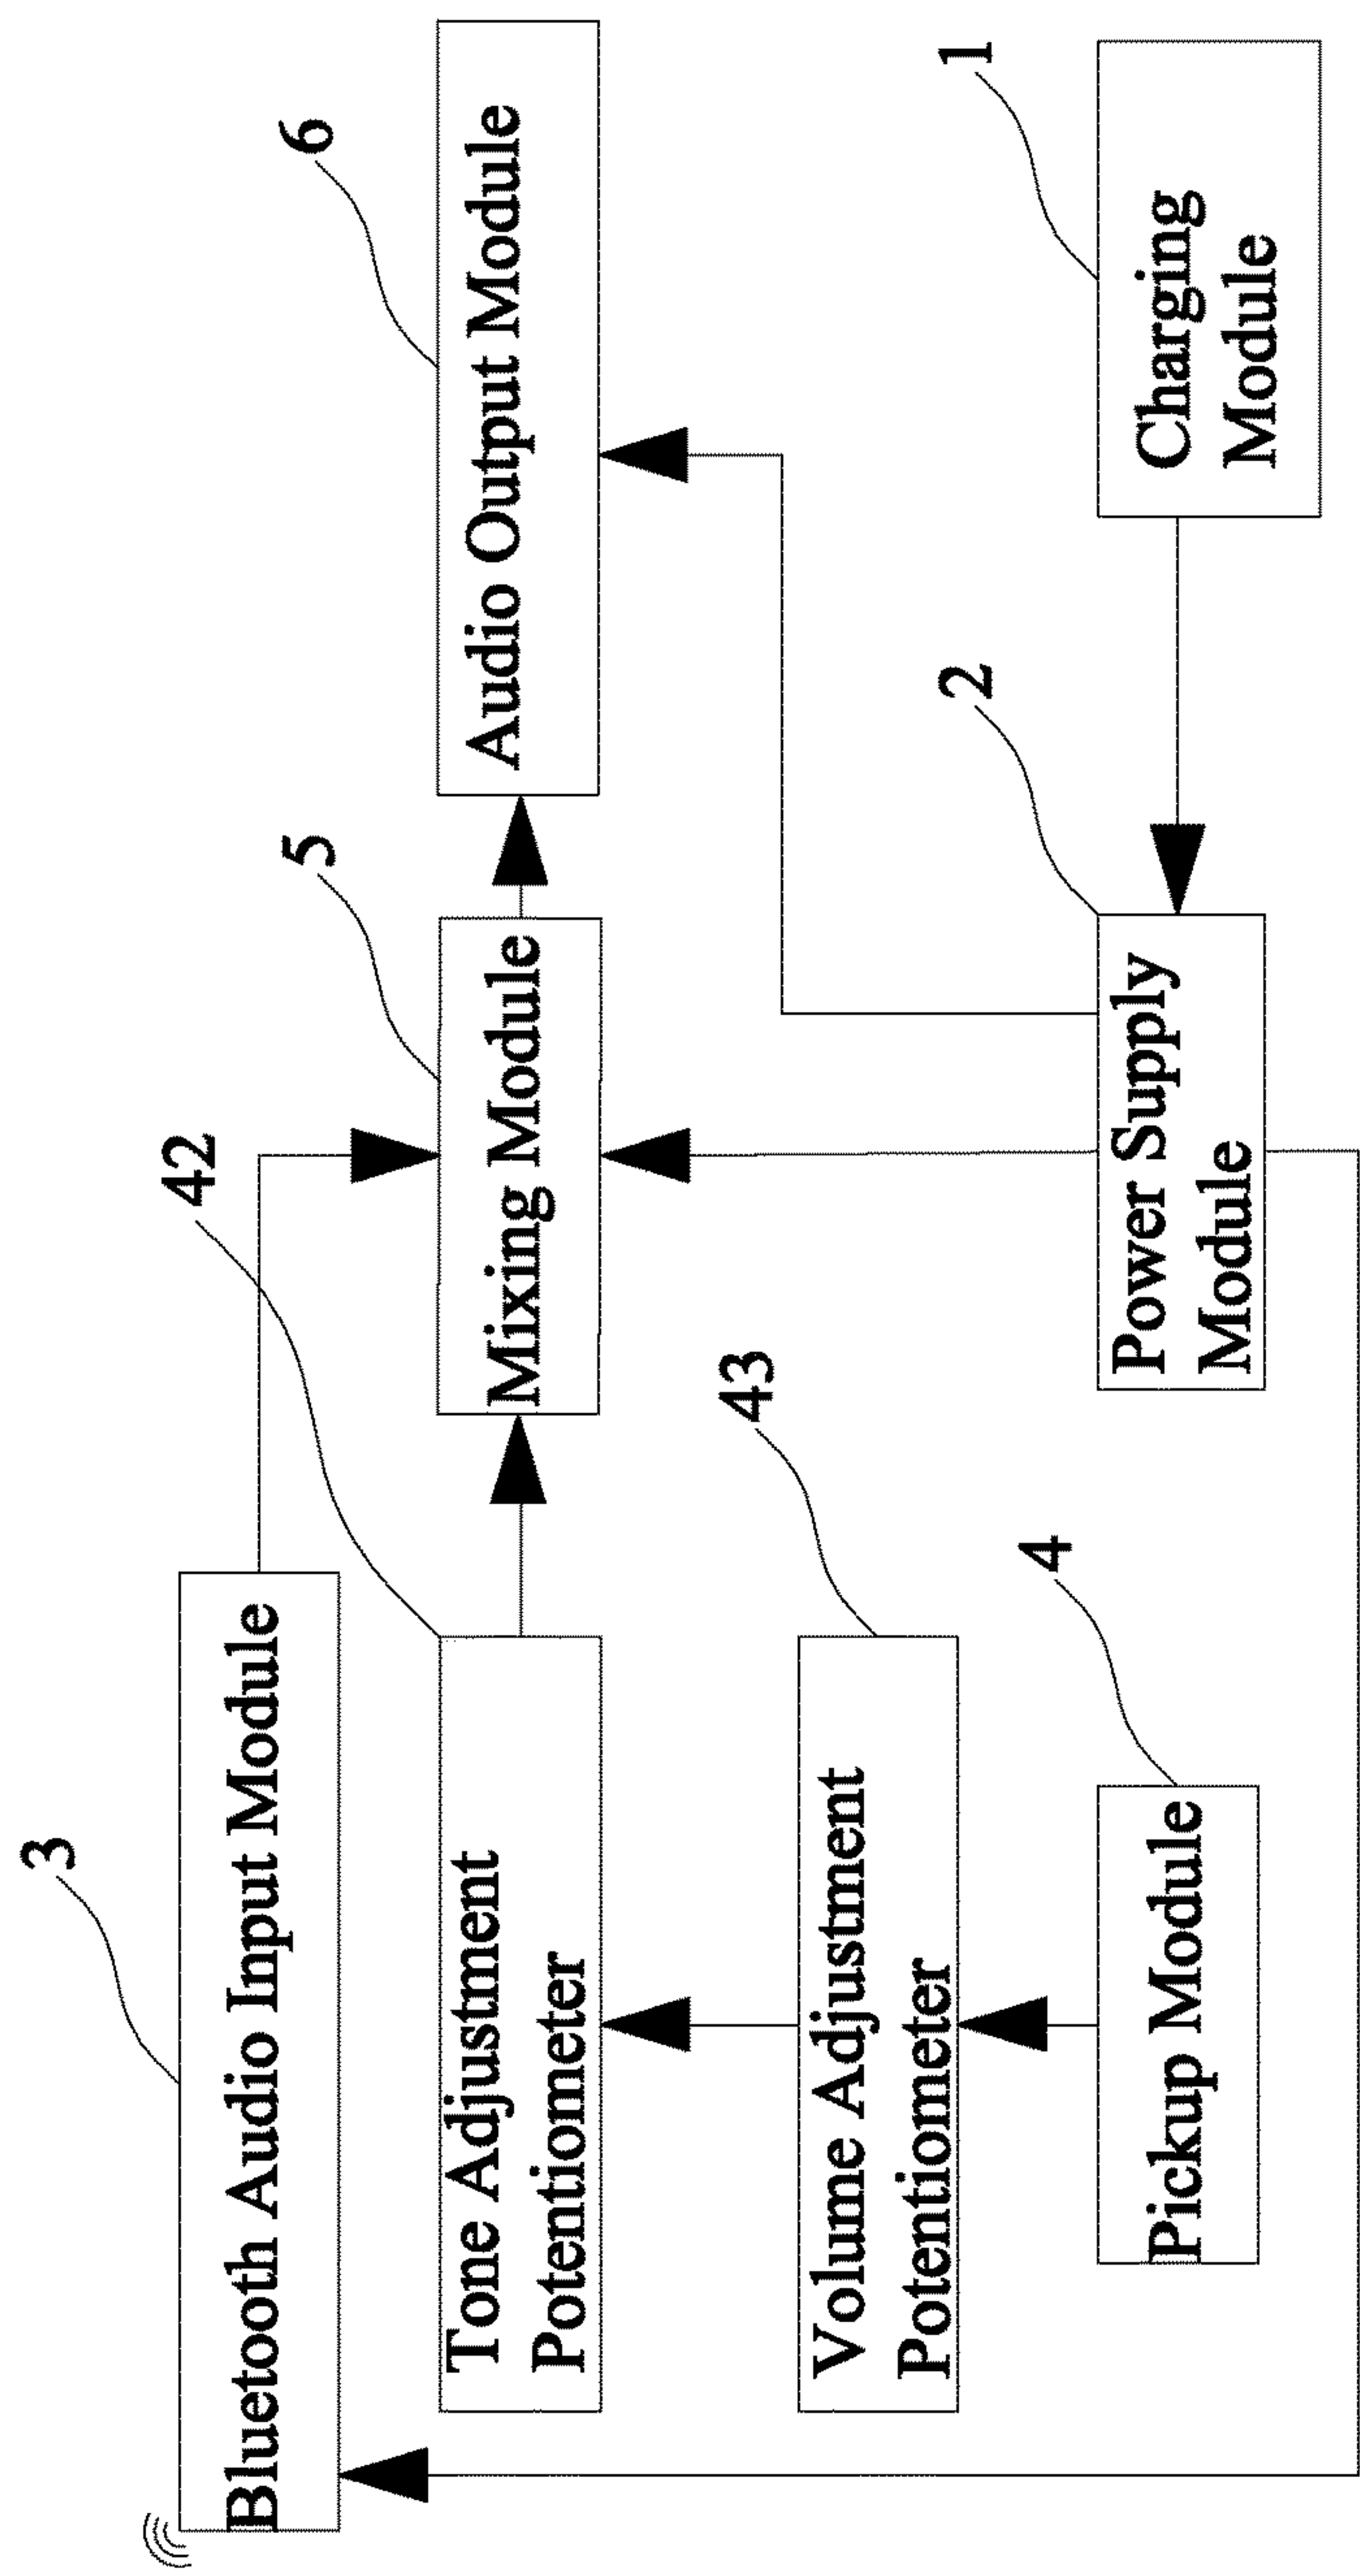 3
Bluetooth Audio Input Module
42
5
6
Tone Adjustment
Potentiometer
Mixing Module
Audio Output Module
43
Volume Adjustment
Potentiometer
4
2
1
Pickup Module
Power Supply
Module
Charging
Module